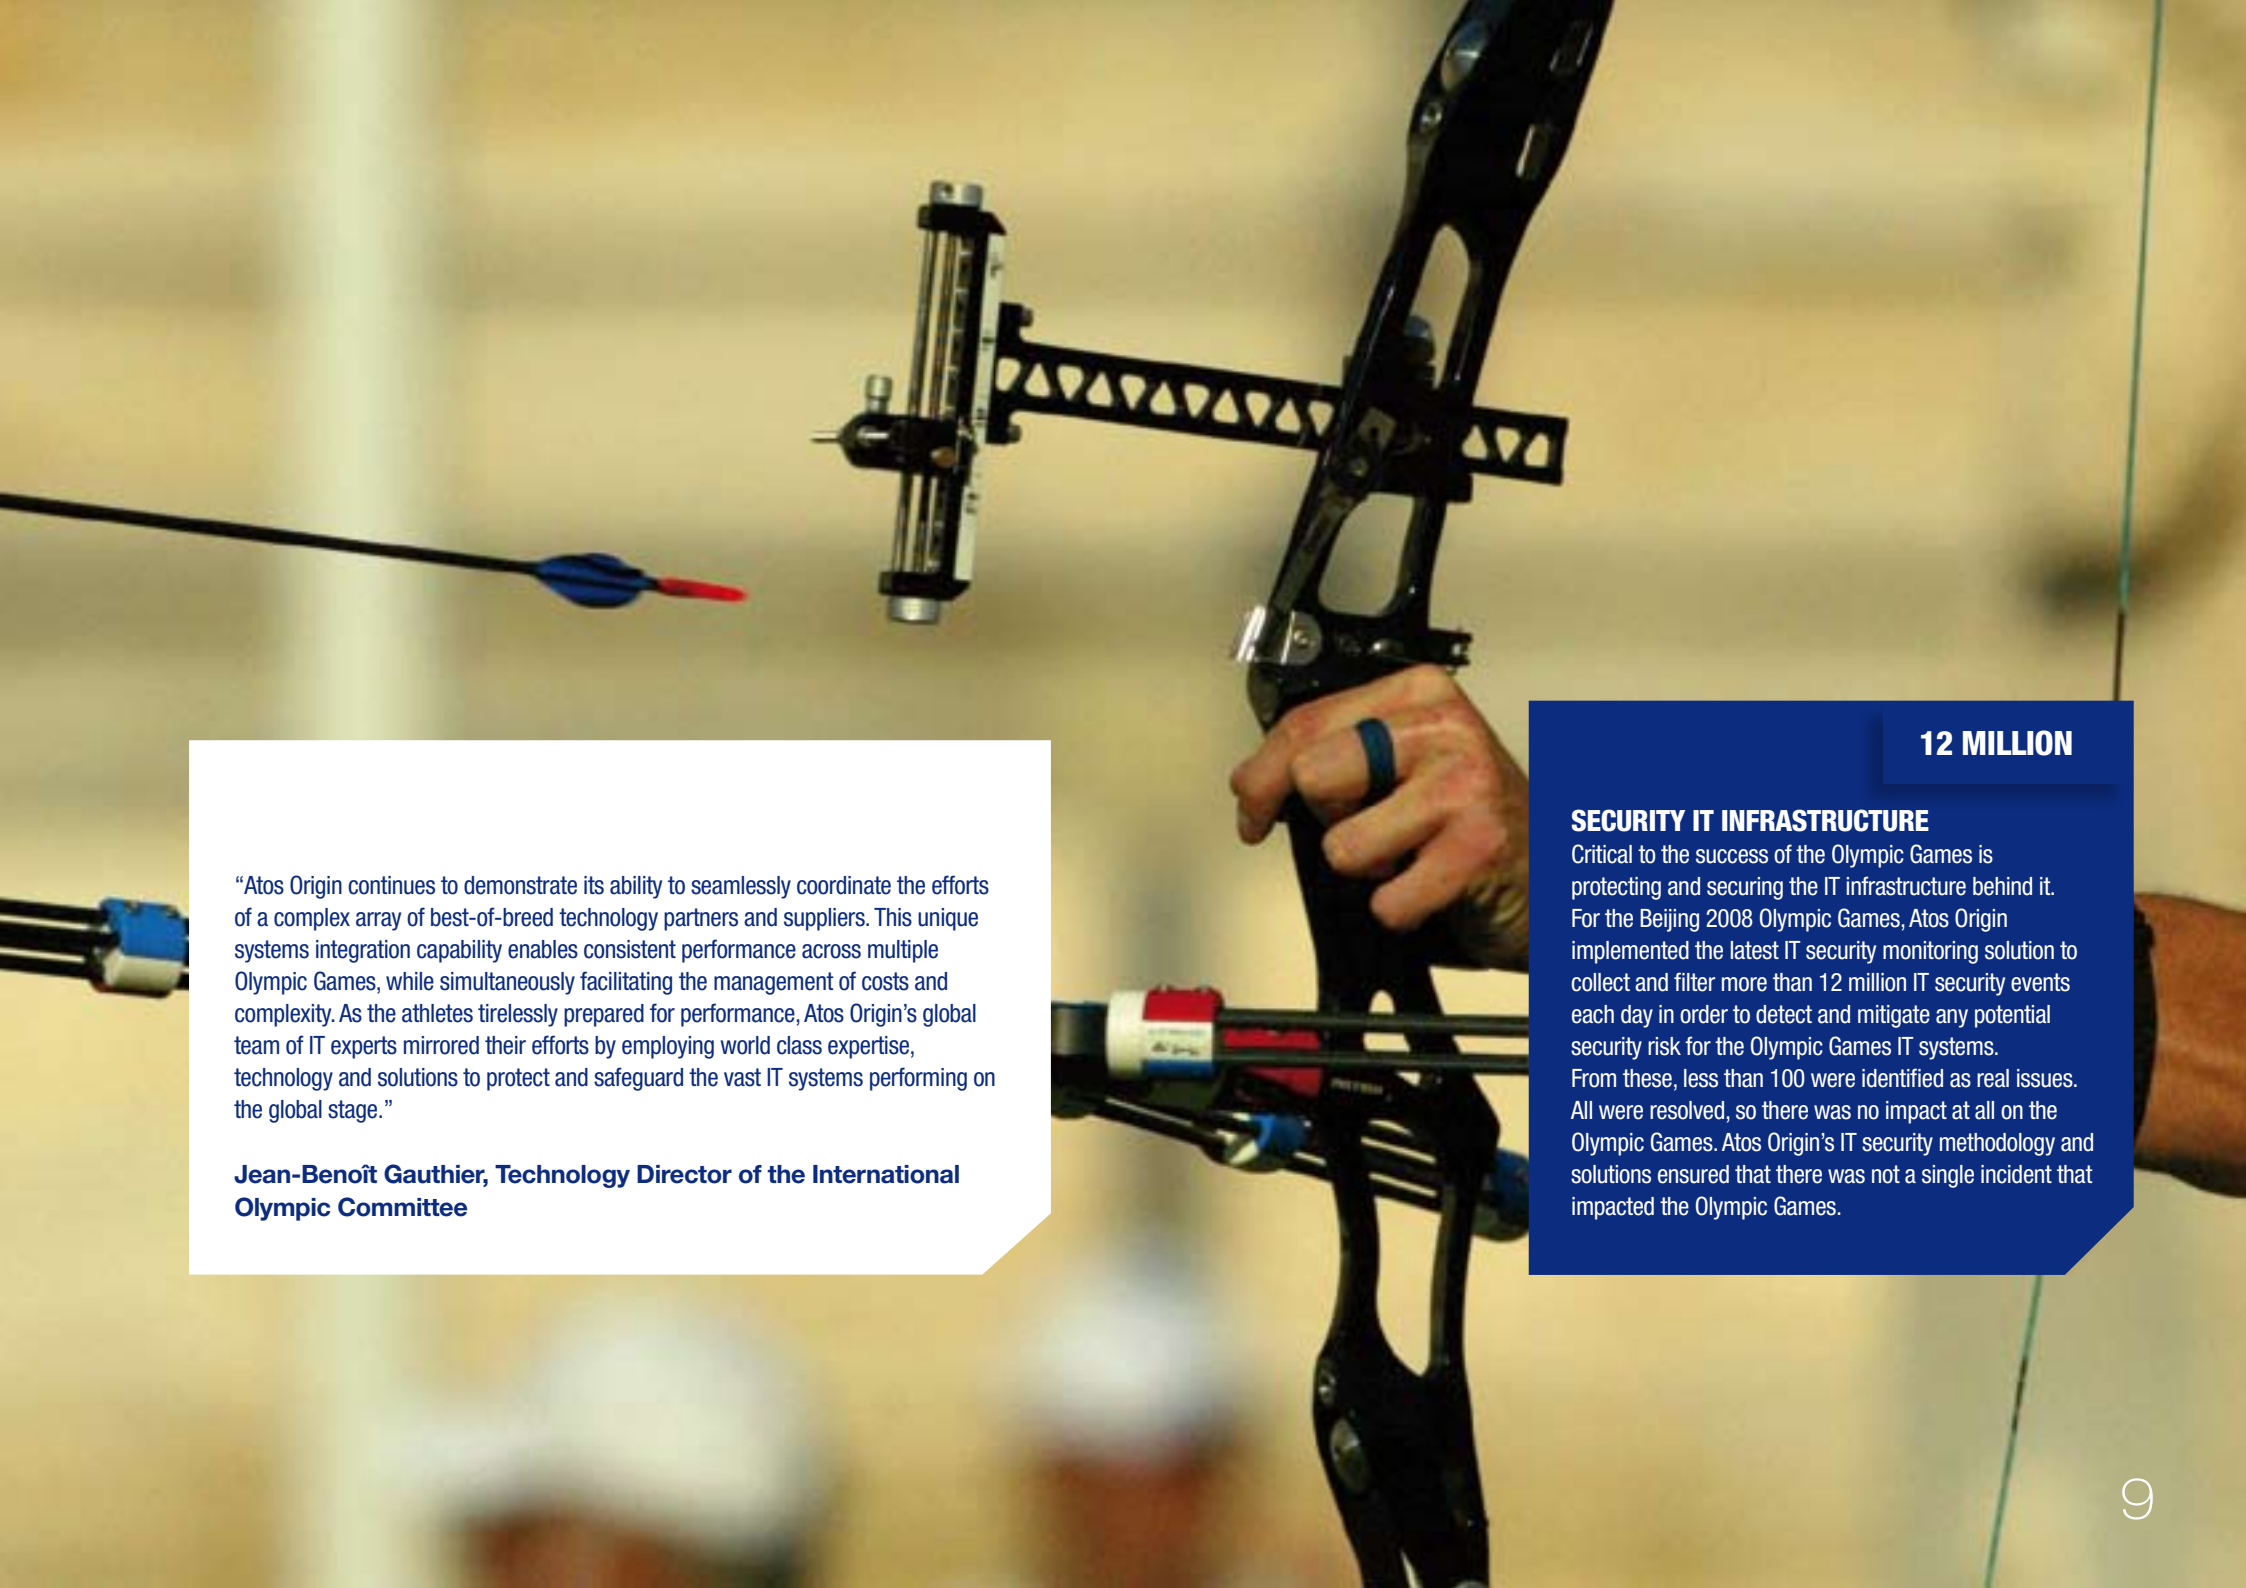 “Atos Origin continues to demonstrate its ability to seamlessly coordinate the efforts
of a complex array of best-of-breed technology partners and suppliers. This unique
systems integration capability enables consistent performance across multiple
Olympic Games, while simultaneously facilitating the management of costs and
complexity. As the athletes tirelessly prepared for performance, Atos Origin’s global
team of IT experts mirrored their efforts by employing world class expertise,
technology and solutions to protect and safeguard the vast IT systems performing on
the global stage.”
Jean-Benoît Gauthier, Technology Director of the International
Olympic Committee
12 MILLION
SECURITY IT INFRASTRUCTURE
Critical to the success of the Olympic Games is
protecting and securing the IT infrastructure behind it.
For the Beijing 2008 Olympic Games, Atos Origin
implemented the latest IT security monitoring solution to
collect and filter more than 12 million IT security events
each day in order to detect and mitigate any potential
security risk for the Olympic Games IT systems.
From these, less than 100 were identified as real issues.
All were resolved, so there was no impact at all on the
Olympic Games. Atos Origin’s IT security methodology and
solutions ensured that there was not a single incident that
impacted the Olympic Games.
9